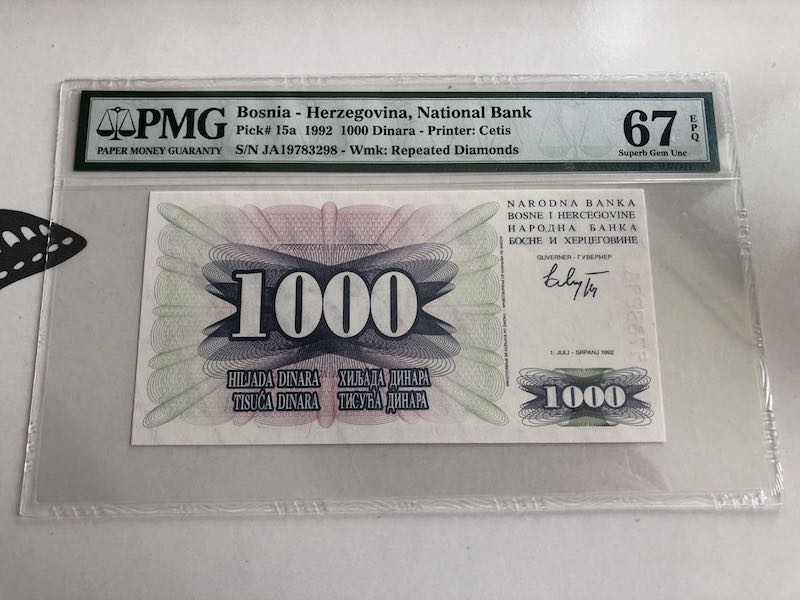 PMG
PAPER MONEY GUARANTY
Bosnia - Herzegovina, National Bank
Pick# 15a 1992 1000 Dinara - Printer: Cetis
S/N JA19783298 - Wmk: Repeated Diamonds
67
EPQ
Superb Gem Unc
NARODNA BANKA
BOSNE I HERCEGOVINE
НАРОДНА БАНКА
БОСНЕ И ХЕРЦЕГОВИНЕ
GUVERNER - ГУВЕРНЕР
1000
1. JULI – SRPANJ 1992
HILJADA DINARA ХИЉАДА ДИНАРА
TISUĆA DINARA ТИСУЋА ДИНАРА
1000